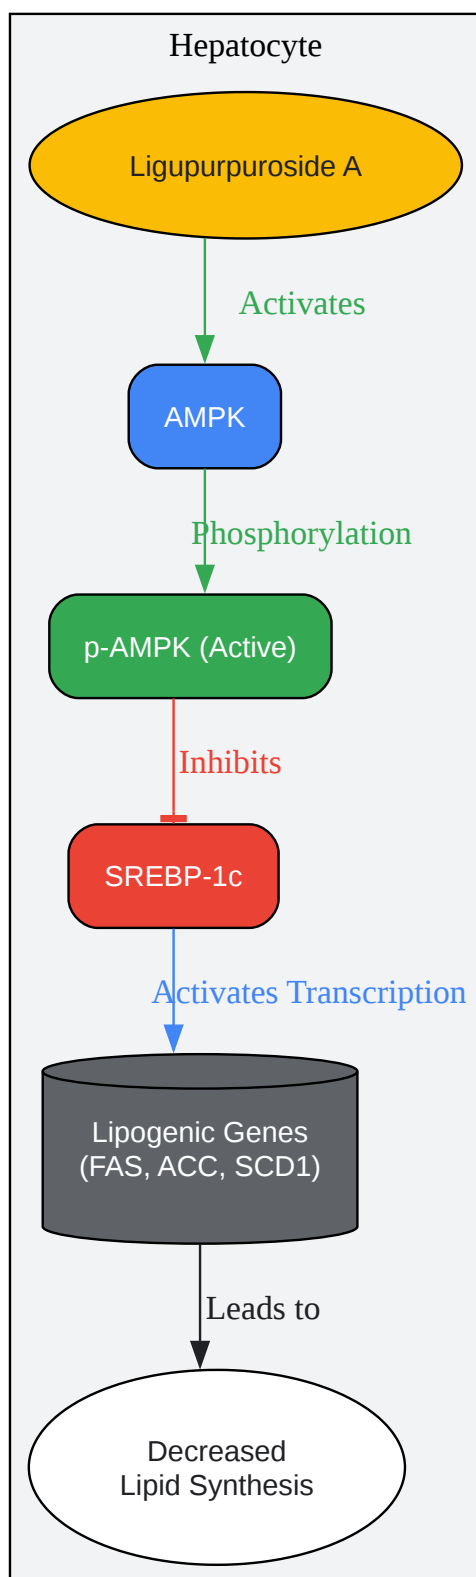 Hepatocyte
Ligupurpuroside A
Activates
AMPK
Phosphorylation
p-AMPK (Active)
Inhibits
SREBP-1c
Activates Transcription
Lipogenic Genes
(FAS, ACC, SCD1)
Leads to
Decreased
Lipid Synthesis